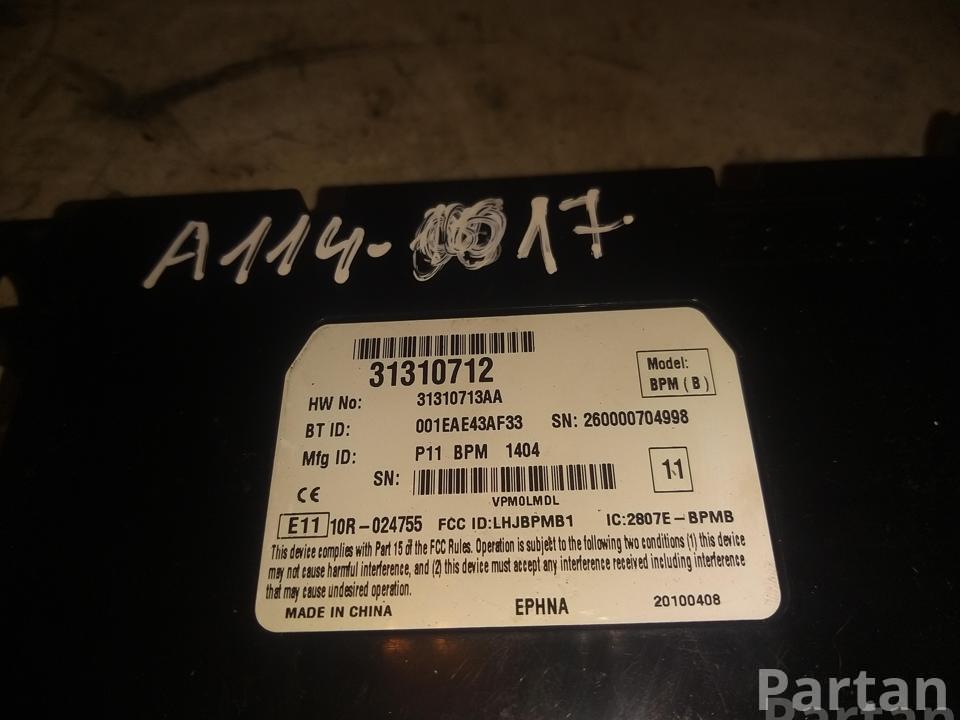 A114- 17.
31310712
Model:
BPM ( B )
HW No: 31310713AA
BT ID: 001EAE43AF33 SN: 260000704998
Mfg ID: P11 BPM 1404
SN:
11
VPM0LMDL
CE
E11 10R-024755 FCC ID:LHJBPMB1 IC:2807E-BPMB
This device complies with Part 15 of the FCC Rules. Operation is subject to the following two conditions (1) this device
may not cause harmful interference, and (2) this device must accept any interference received including interference
that may cause undesired operation.
MADE IN CHINA EPHNA 20100408
Partan
Partan